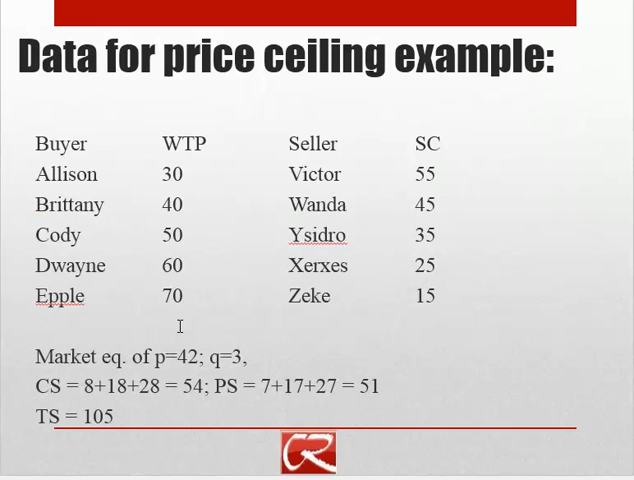 Data for price ceiling example:
Buyer WTP Seller SC
Allison 30 Victor 55
Brittany 40 Wanda 45
Cody 50 Ysidro 35
Dwayne 60 Xerxes 25
Epple 70 Zeke 15
Market eq. of p=42; q=3,
CS = 8+18+28 = 54; PS = 7+17+27 = 51
TS = 105